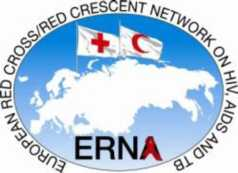 EUROPEAN RED CROSS/RED CRESCENT NETWORK ON HIV, AIDS AND TB
ERNA